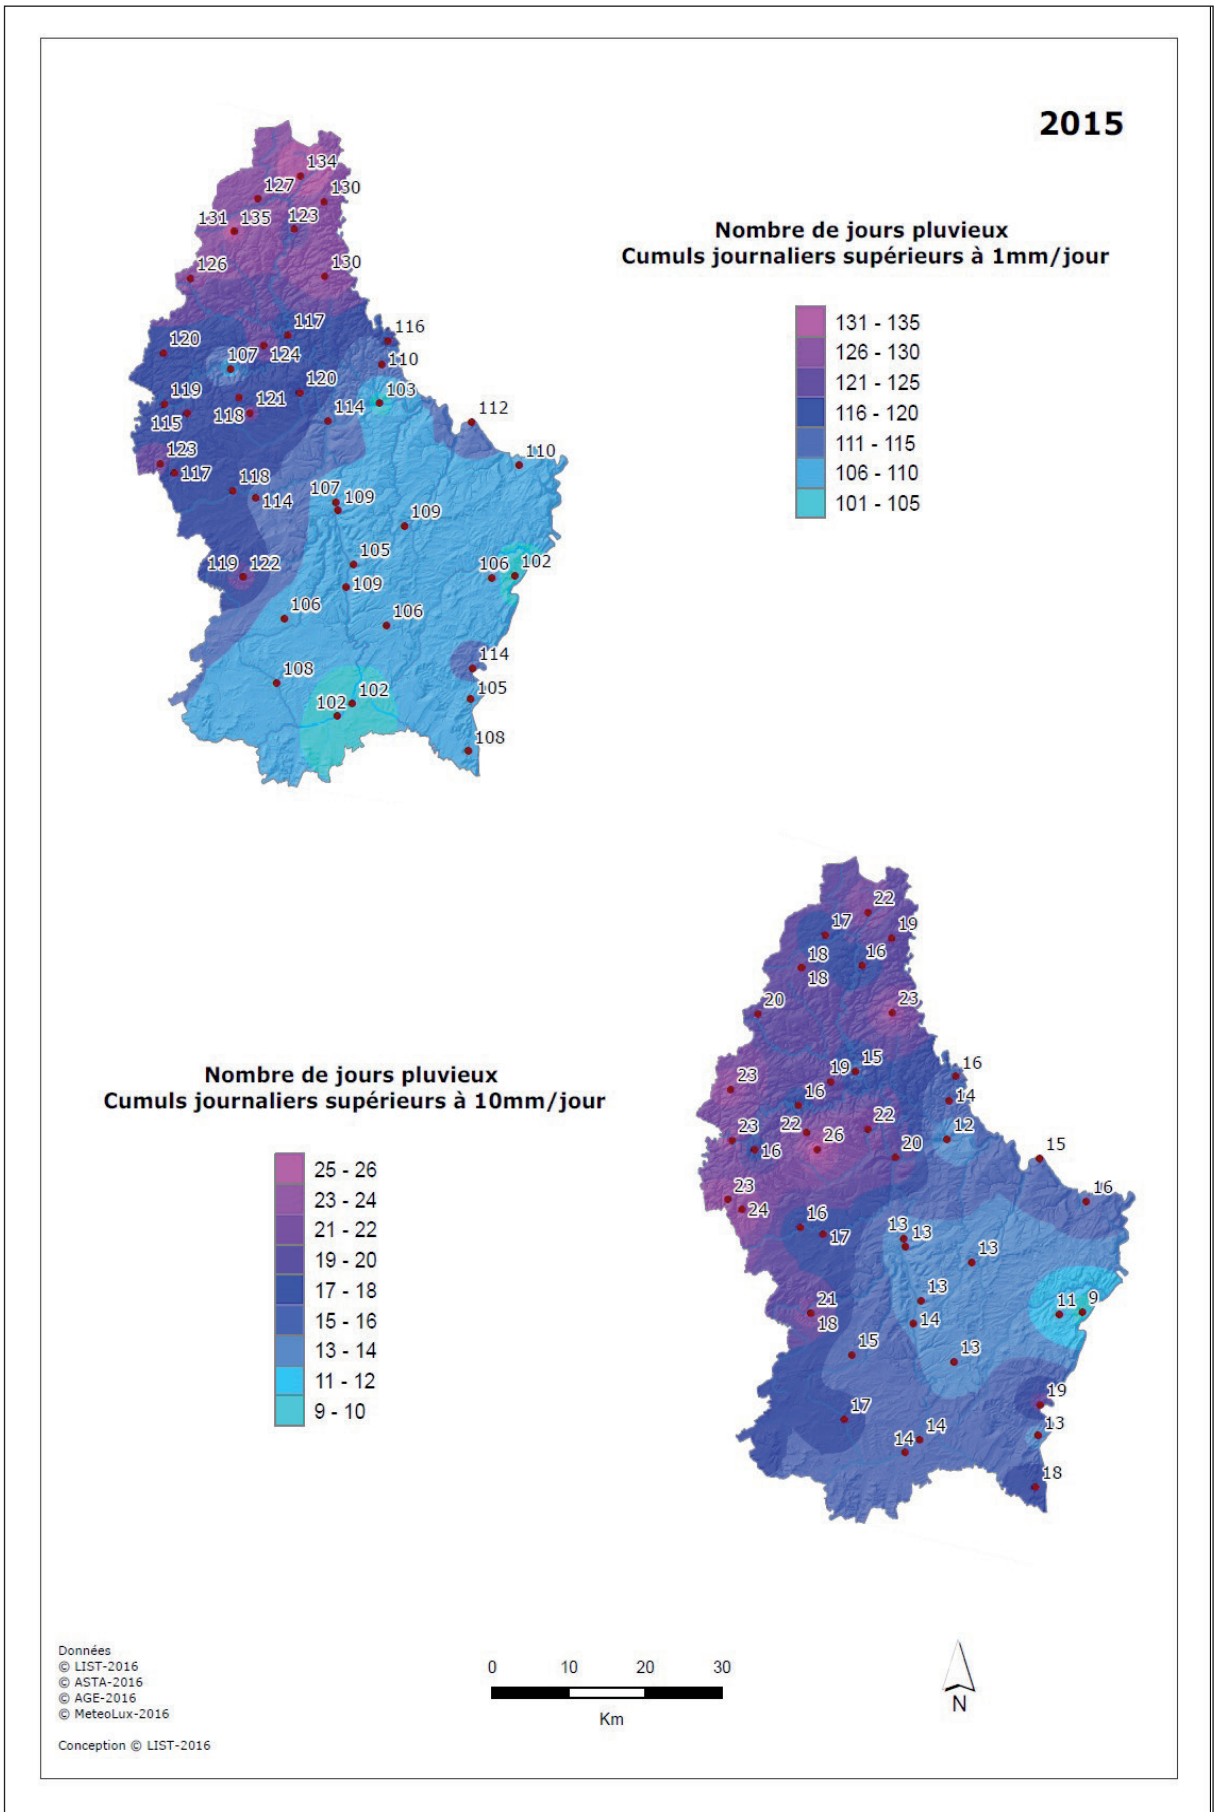 2015
134
127
130
131 135 123
126 130
Nombre de jours pluvieux
Cumuls journaliers supérieurs à 1mm/jour
131 - 135
126 - 130
121 - 125
116 - 120
111 - 115
106 - 110
101 - 105
117 116
120 124
107 110
120 103
119 121
115 118 114 112
123 110
117 118
114 107 109
109
105
119 122 106 102
109
106 106
114
108 105
102 102
108
22
17 19
18 16
18
20 23
Nombre de jours pluvieux
Cumuls journaliers supérieurs à 10mm/jour
25 - 26
23 - 24
21 - 22
19 - 20
17 - 18
15 - 16
13 - 14
11 - 12
9 - 10
15 16
23 19
16 14
22 22 12
23 26 20 15
16
23 16
24 16
17 13 13
13
13 11 9
21 14
18
15 13
19
17 13
14 14
18
Données
© LIST-2016
© ASTA-2016
© AGE-2016
© MeteoLux-2016
Conception © LIST-2016
0 10 20 30
Km
N